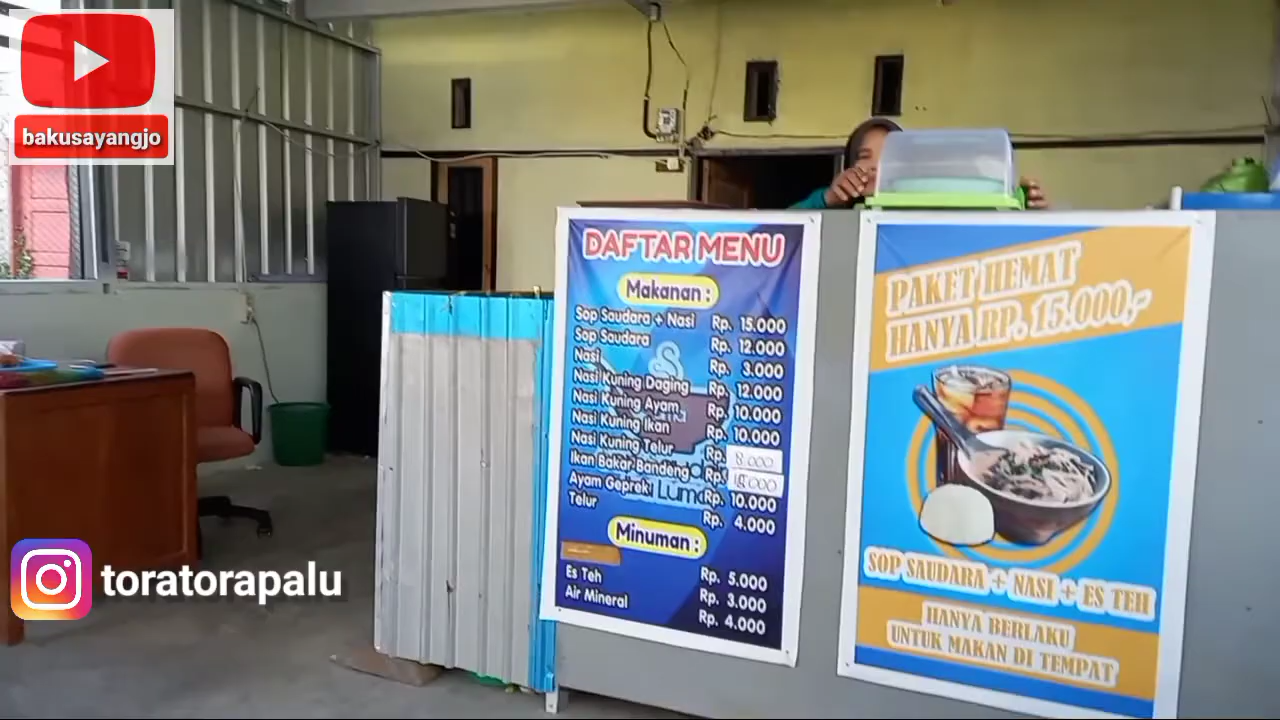 bakusayangjo
DAFTAR MENU
Makanan :
Sop Saudara + Nasi Rp. 15.000
Sop Saudara Rp. 12.000
Nasi Rp. 3.000
Nasi Kuning Daging Rp. 12.000
Nasi Kuning Ayam Rp. 10.000
Nasi Kuning Ikan Rp. 10.000
Nasi Kuning Telur Rp. 8.000
Ikan Bakar Bandeng Rp. 18.000
Ayam Geprek Rp. 10.000
Telur Rp. 4.000
Minuman :
Rp. 5.000
Es Teh Rp. 3.000
Air Mineral Rp. 4.000
PAKET HEMAT
HANYA RP. 15.000,-
SOP SAUDARA + NASI + ES TEH
HANYA BERLAKU
UNTUK MAKAN DI TEMPAT
toratorapalu